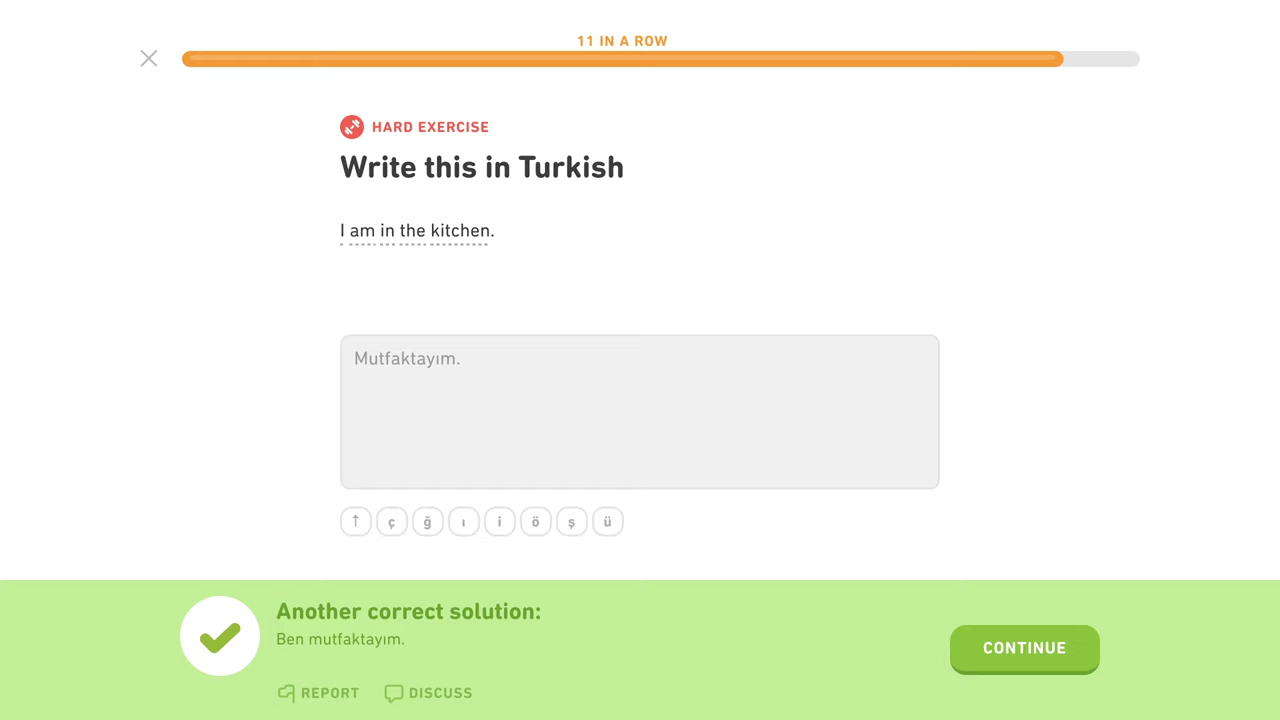 11 IN A ROW
HARD EXERCISE
Write this in Turkish
I am in the kitchen.
Mutfaktayım.
↑ ç ğ ı i ö ş ü
Another correct solution:
Ben mutfaktayım.
CONTINUE
REPORT DISCUSS